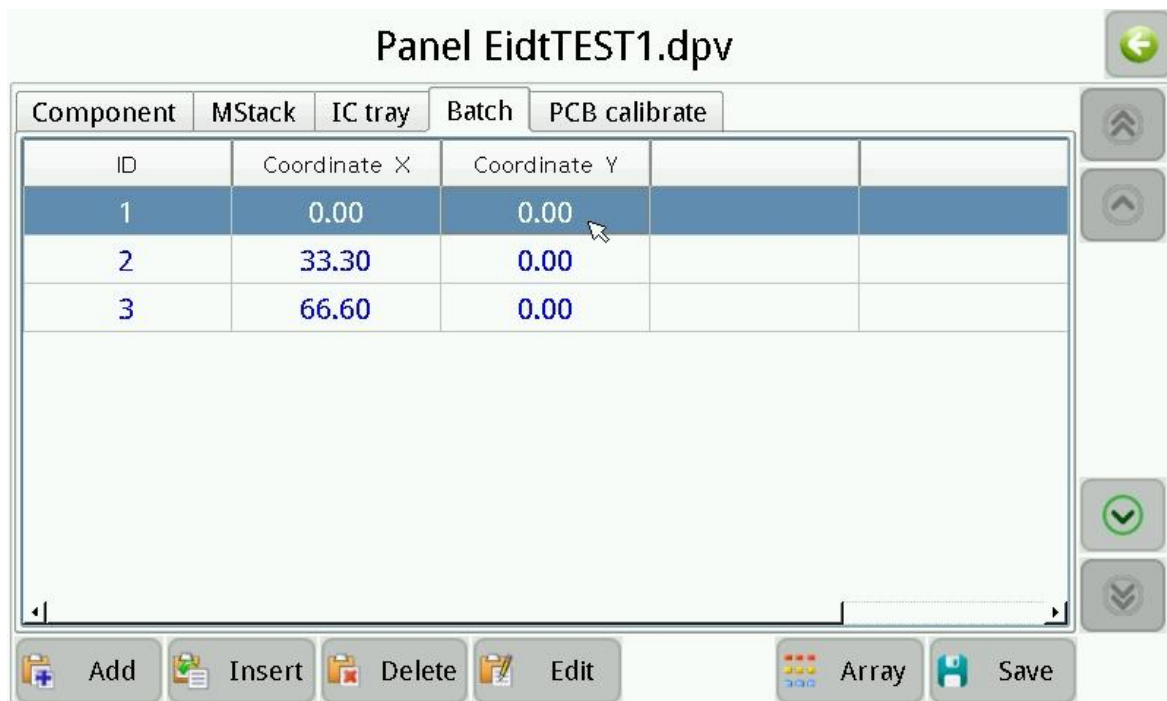 Panel EidtTEST1.dpv
Component MStack IC tray Batch PCB calibrate
ID Coordinate X Coordinate Y
1 0.00 0.00
2 33.30 0.00
3 66.60 0.00
Add Insert Delete Edit Array Save